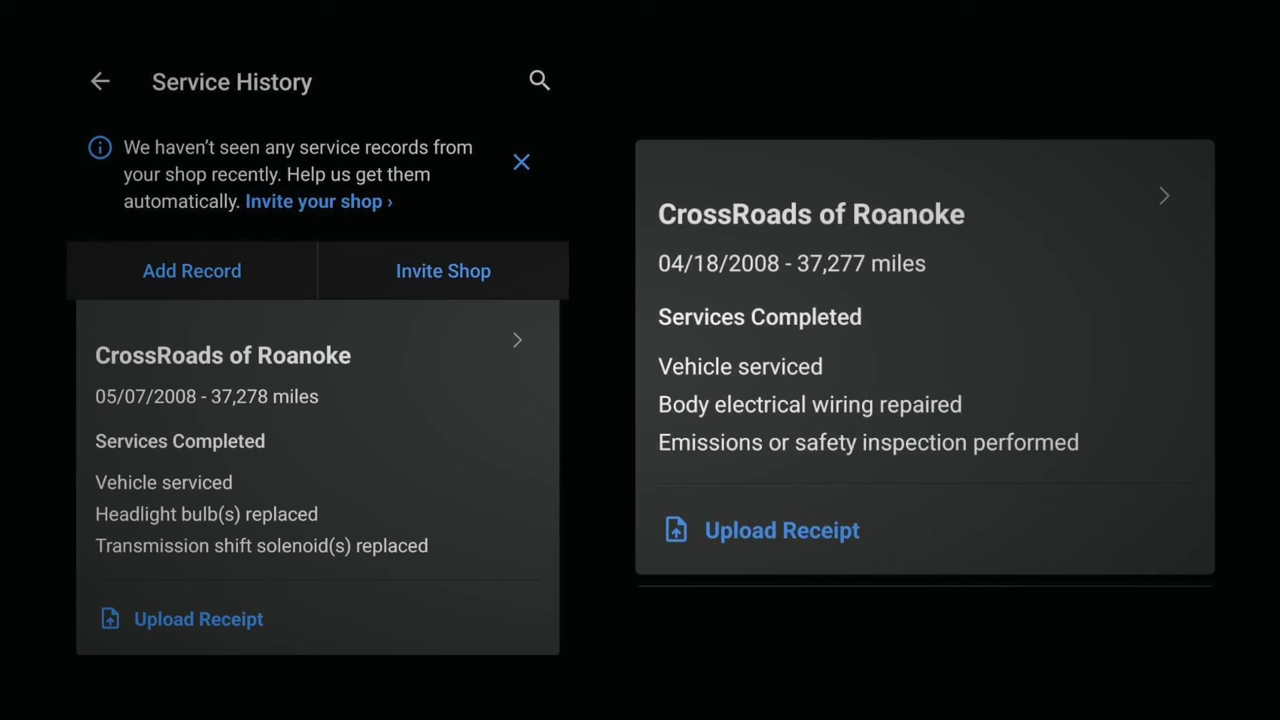 Service History
We haven’t seen any service records from
your shop recently. Help us get them
automatically. Invite your shop ›
Add Record
Invite Shop
CrossRoads of Roanoke
05/07/2008 - 37,278 miles
Services Completed
Vehicle serviced
Headlight bulb(s) replaced
Transmission shift solenoid(s) replaced
Upload Receipt
CrossRoads of Roanoke
04/18/2008 - 37,277 miles
Services Completed
Vehicle serviced
Body electrical wiring repaired
Emissions or safety inspection performed
Upload Receipt